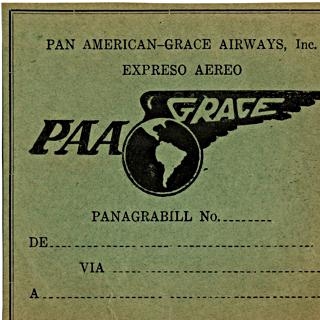 PAN AMERICAN-GRACE AIRWAYS, Inc.
EXPRESO AEREO
PAA GRACE
PANAGRABILL No.
DE
VIA
A